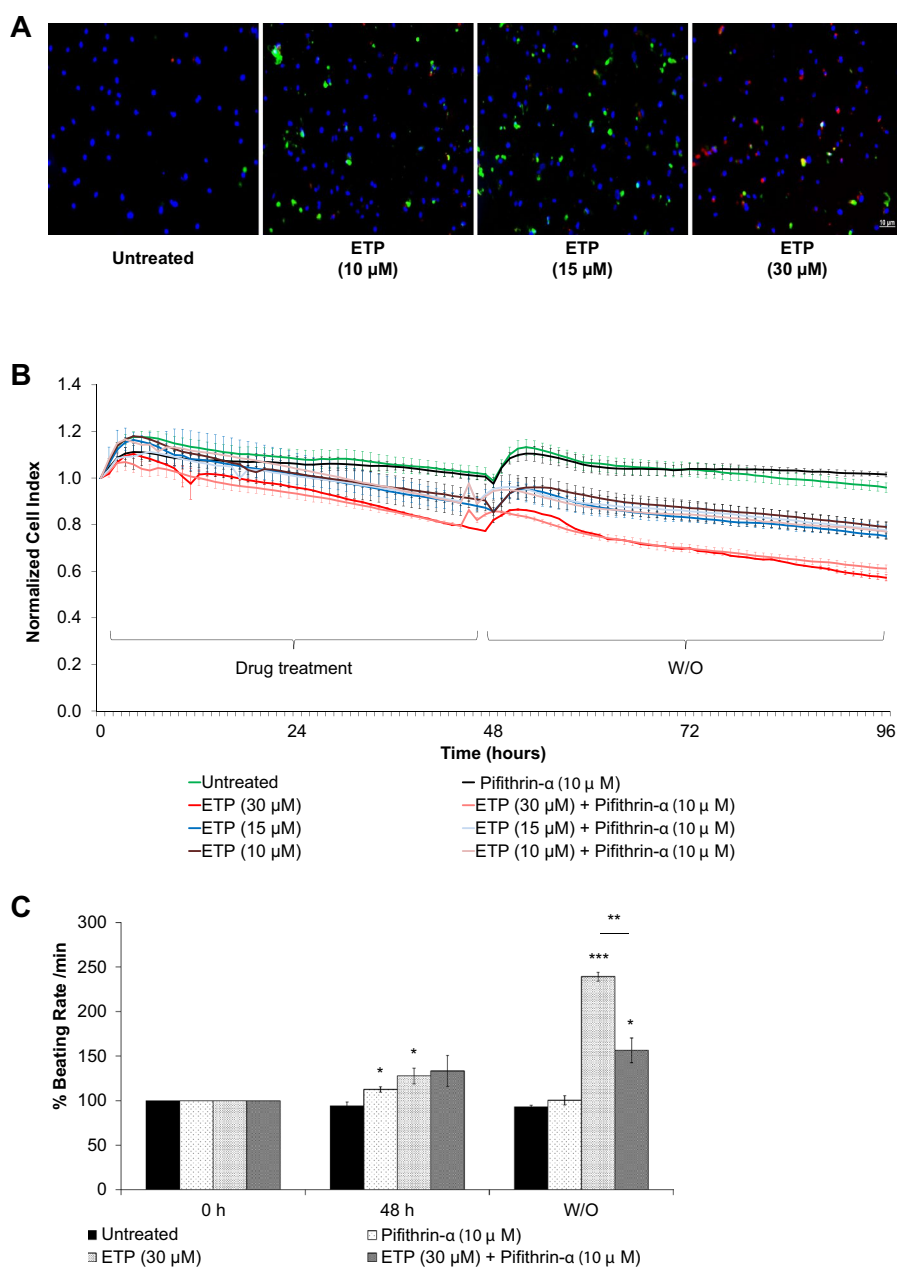 A
10 µm
Untreated
ETP
(10 µM)
ETP
(15 µM)
ETP
(30 µM)
B
Normalized Cell Index
1.4
1.2
1.0
0.8
0.6
0.4
0.2
0.0
Drug treatment
W/O
0
24
48
72
96
Time (hours)
Untreated
Pifithrin-α (10 µ M)
ETP (30 µM)
ETP (30 µM) + Pifithrin-α (10 µ M)
ETP (15 µM)
ETP (15 µM) + Pifithrin-α (10 µ M)
ETP (10 µM)
ETP (10 µM) + Pifithrin-α (10 µ M)
C
% Beating Rate /min
300
250
200
150
100
50
0
*
*
**
***
*
0 h
48 h
W/O
Untreated
Pifithrin-α (10 µ M)
ETP (30 µM)
ETP (30 µM) + Pifithrin-α (10 µ M)